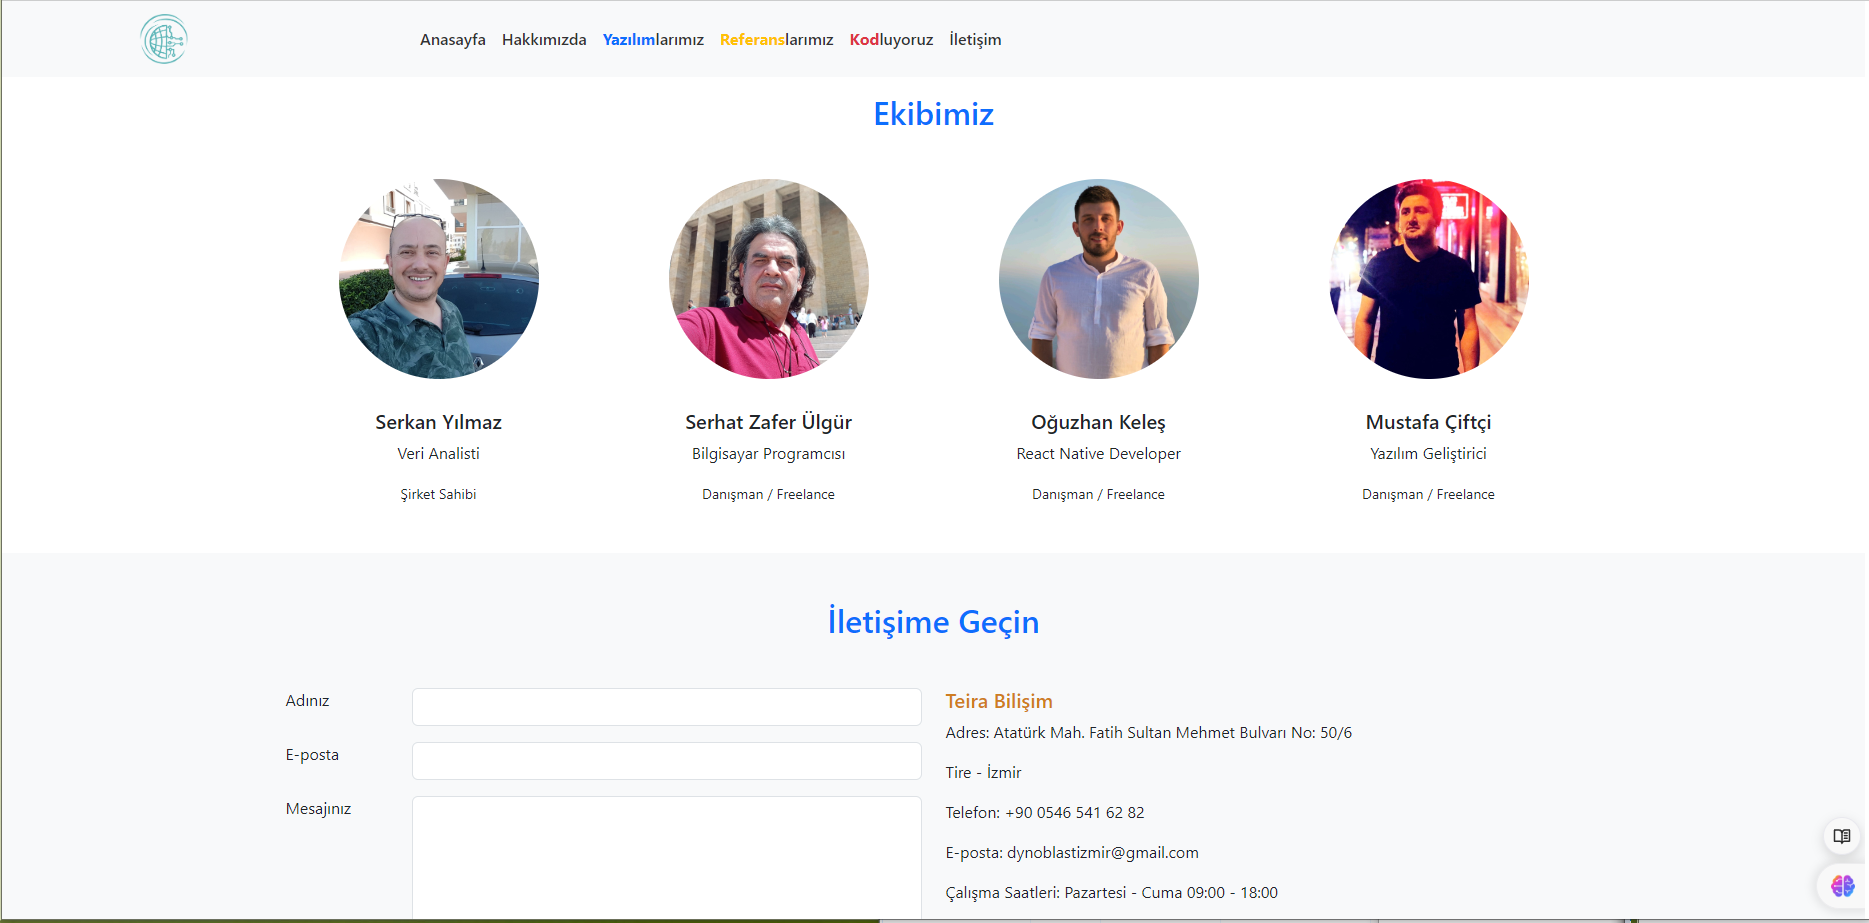 Anasayfa Hakkımızda Yazılımlarımız Referanslarımız Kodluyoruz İletişim
Ekibimiz
Serkan Yılmaz
Veri Analisti
Şirket Sahibi
Serhat Zafer Ülgür
Bilgisayar Programcısı
Danışman / Freelance
Oğuzhan Keleş
React Native Developer
Danışman / Freelance
Mustafa Çiftçi
Yazılım Geliştirici
Danışman / Freelance
İletişime Geçin
Adınız
E-posta
Mesajınız
Teira Bilişim
Adres: Atatürk Mah. Fatih Sultan Mehmet Bulvarı No: 50/6
Tire - İzmir
Telefon: +90 0546 541 62 82
E-posta: dynoblastizmir@gmail.com
Çalışma Saatleri: Pazartesi - Cuma 09:00 - 18:00